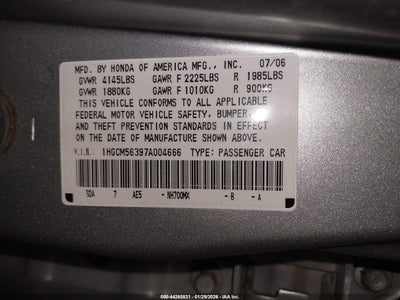 MFD. BY HONDA OF AMERICA MFG., INC. 07/06
GVWR 4145LBS GAWR F 2225LBS R 1985LBS
GVWR 1880KG GAWR F 1010KG R 900KG
THIS VEHICLE CONFORMS TO ALL APPLICABLE
FEDERAL MOTOR VEHICLE SAFETY, BUMPER,
AND THEFT PREVENTION STANDARDS IN EFFECT
ON THE DATE OF MANUFACTURE SHOWN ABOVE.
V.I.N.: 1HGCM56397A004666 TYPE: PASSENGER CAR
SDA 7 AE5 - NH700MX - B - A
000-44265831 - 01/29/2026 - IAA Inc.